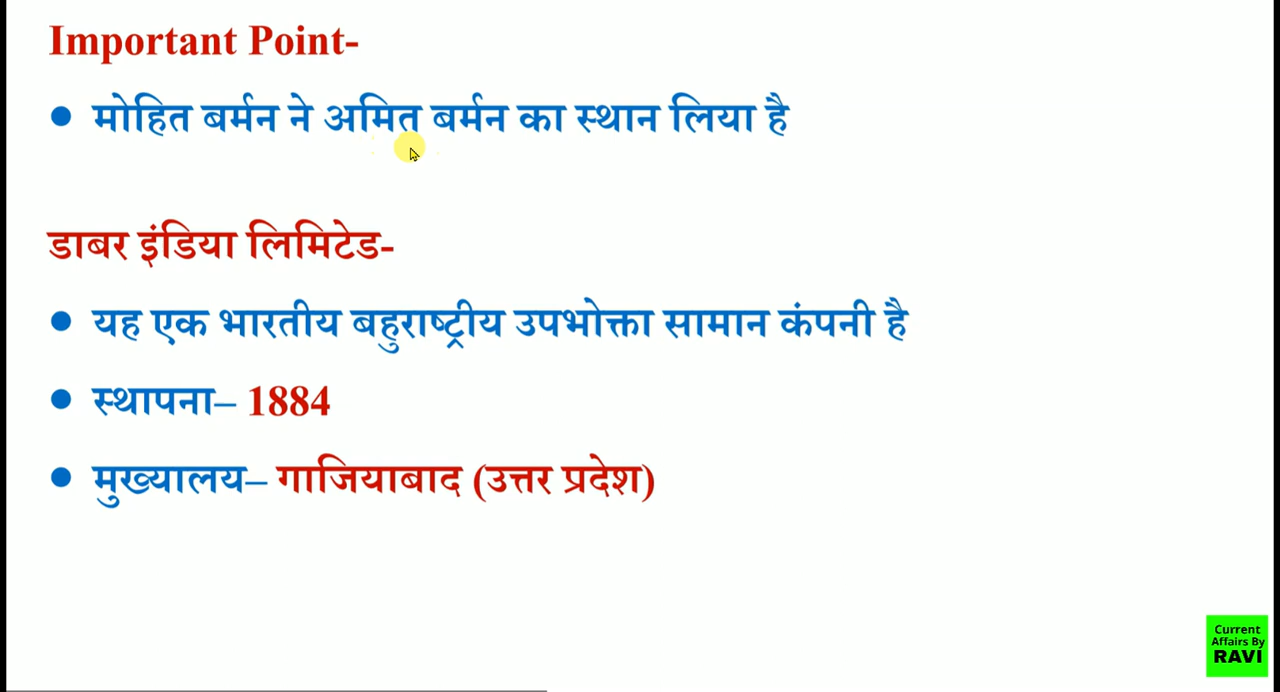 Important Point-
● मोहित बर्मन ने अमित बर्मन का स्थान लिया है
डाबर इंडिया लिमिटेड-
● यह एक भारतीय बहुराष्ट्रीय उपभोक्ता सामान कंपनी है
● स्थापना– 1884
● मुख्यालय– गाजियाबाद (उत्तर प्रदेश)
Current
Affairs By
RAVI